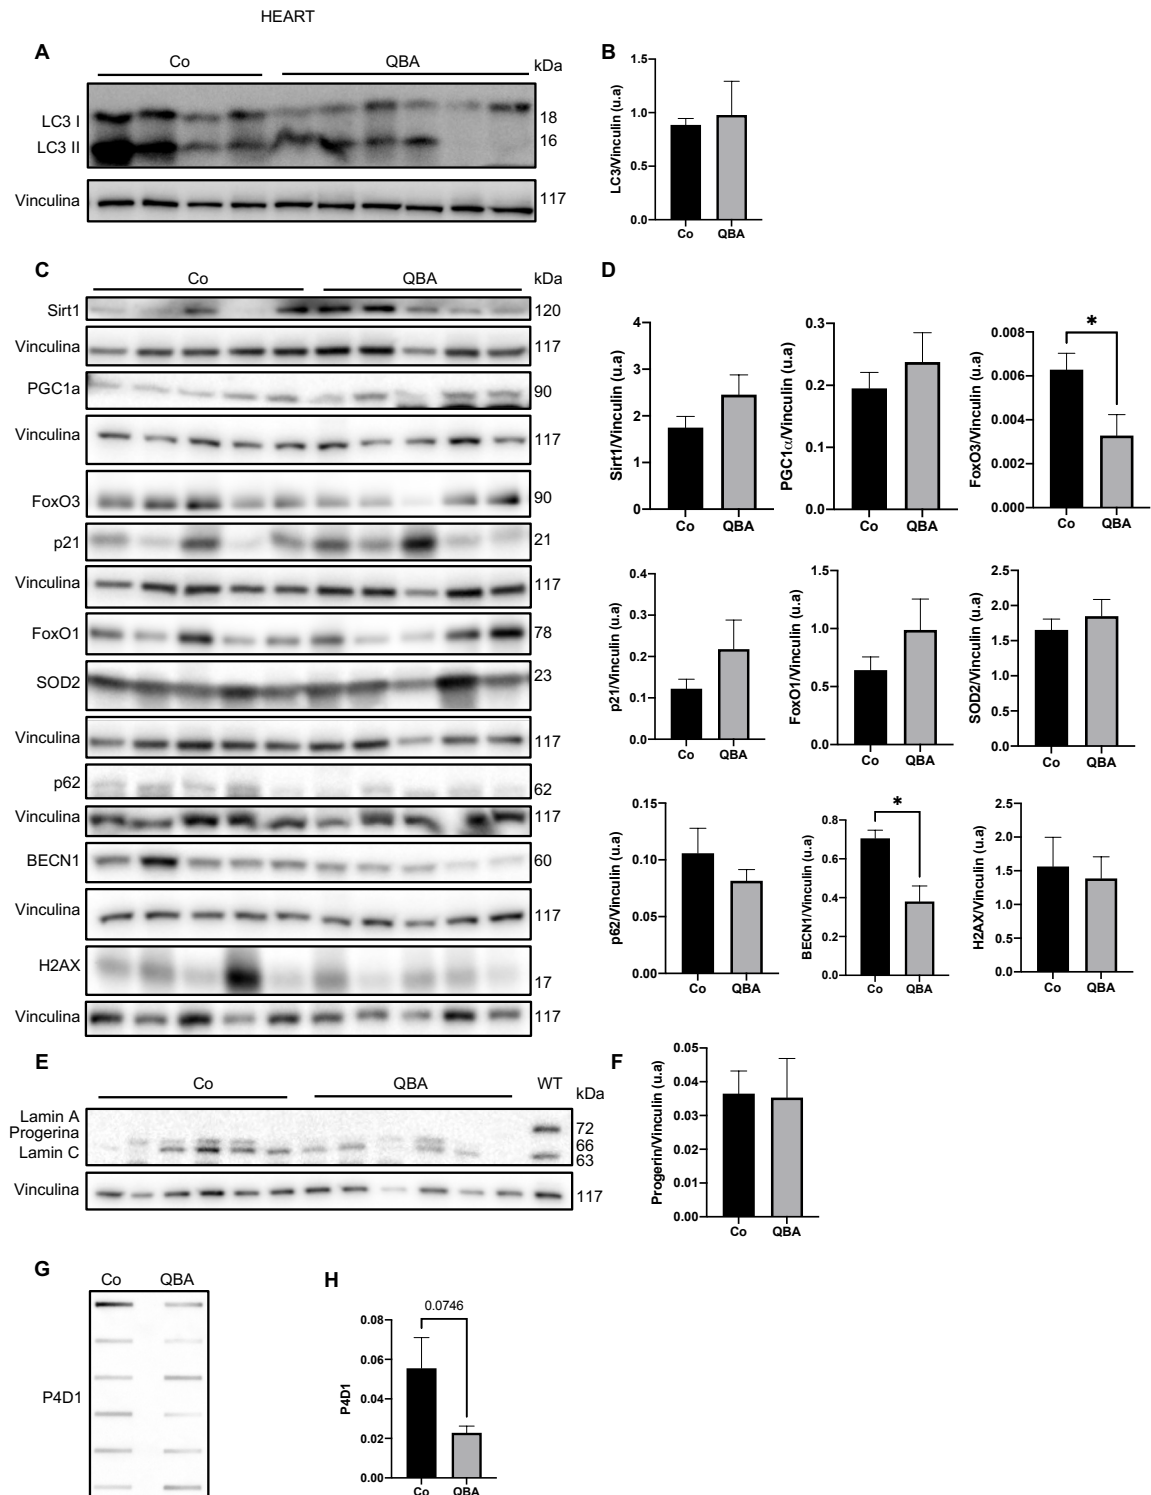 HEART
A
Co
QBA
kDa
LC3 I
18
LC3 II
16
Vinculina
117
B
LC3/Vinculin (u.a)
1.5
1.0
0.5
0.0
Co
QBA
C
Co
QBA
kDa
Sirt1
120
Vinculina
117
PGC1a
90
Vinculina
117
FoxO3
90
p21
21
Vinculina
117
FoxO1
78
SOD2
23
Vinculina
117
p62
62
Vinculina
117
BECN1
60
Vinculina
117
H2AX
17
Vinculina
117
D
Sirt1/Vinculin (u.a)
4
3
2
1
0
Co
QBA
PGC1α/Vinculin (u.a)
0.3
0.2
0.1
0.0
Co
QBA
FoxO3/Vinculin (u.a)
0.008
0.006
0.004
0.002
0.000
*
Co
QBA
p21/Vinculin (u.a)
0.4
0.3
0.2
0.1
0.0
Co
QBA
FoxO1/Vinculin (u.a)
1.5
1.0
0.5
0.0
Co
QBA
SOD2/Vinculin (u.a)
2.5
2.0
1.5
1.0
0.5
0.0
Co
QBA
p62/Vinculin (u.a)
0.15
0.10
0.05
0.00
Co
QBA
BECN1/Vinculin (u.a)
0.8
0.6
0.4
0.2
0.0
*
Co
QBA
H2AX/Vinculin (u.a)
2.5
2.0
1.5
1.0
0.5
0.0
Co
QBA
E
Co
QBA
WT
kDa
Lamin A
72
Progerina
66
Lamin C
63
Vinculina
117
F
Progerin/Vinculin (u.a)
0.05
0.04
0.03
0.02
0.01
0.00
Co
QBA
G
Co
QBA
P4D1
H
P4D1
0.08
0.06
0.04
0.02
0.00
0.0746
Co
QBA